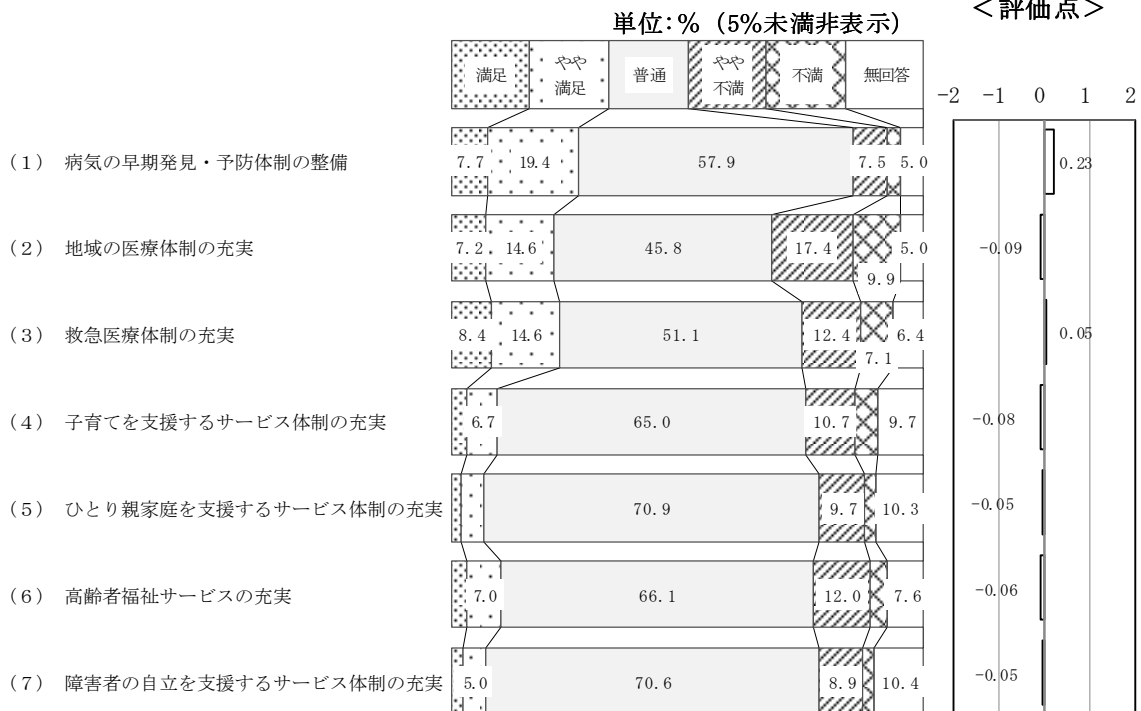 ＜評価点＞
単位：％（5％未満非表示）
満足 やや満足 普通 やや不満 不満 無回答
-2 -1 0 1 2
（1） 病気の早期発見・予防体制の整備 7.7 19.4 57.9 7.5 5.0 0.23
（2） 地域の医療体制の充実 7.2 14.6 45.8 17.4 9.9 5.0 -0.09
（3） 救急医療体制の充実 8.4 14.6 51.1 12.4 7.1 6.4 0.05
（4） 子育てを支援するサービス体制の充実 6.7 65.0 10.7 9.7 -0.08
（5） ひとり親家庭を支援するサービス体制の充実 70.9 9.7 10.3 -0.05
（6） 高齢者福祉サービスの充実 7.0 66.1 12.0 7.6 -0.06
（7） 障害者の自立を支援するサービス体制の充実 5.0 70.6 8.9 10.4 -0.05